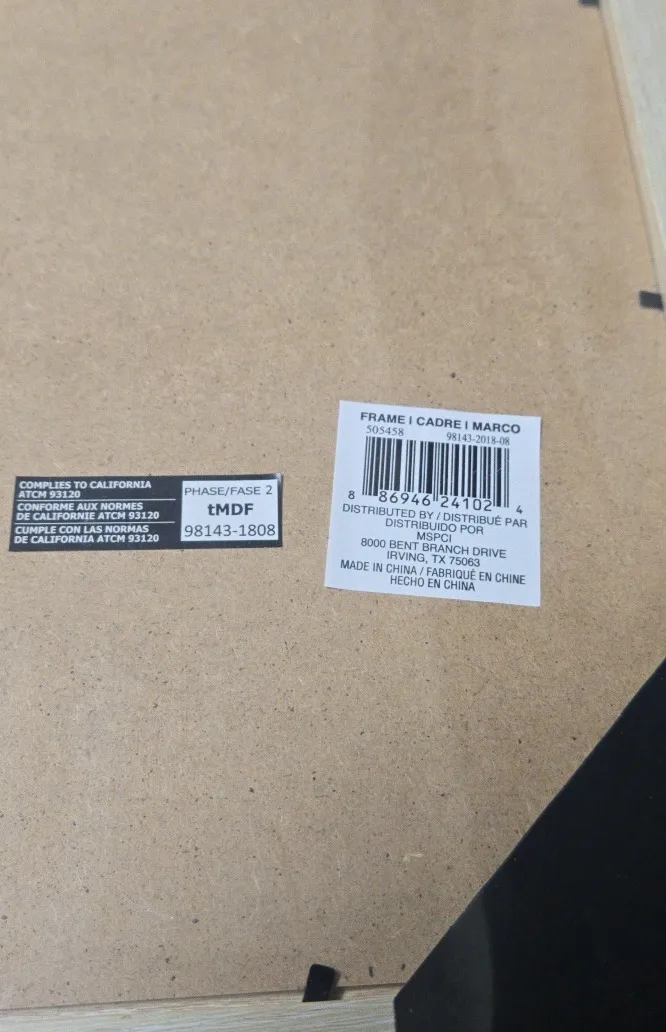 COMPLIES TO CALIFORNIA
ATCM 93120
CONFORME AUX NORMES
DE CALIFORNIE ATCM 93120
CUMPLE CON LAS NORMAS
DE CALIFORNIA ATCM 93120
PHASE/FASE 2
tMDF
98143-1808
FRAME | CADRE | MARCO
505458 98143-2018-08
8 86946 24102 4
DISTRIBUTED BY / DISTRIBUÉ PAR
DISTRIBUIDO POR
MSPCI
8000 BENT BRANCH DRIVE
IRVING, TX 75063
MADE IN CHINA / FABRIQUÉ EN CHINE
HECHO EN CHINA